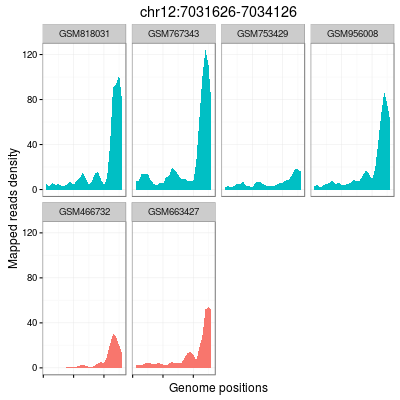 chr12:7031626-7034126
GSM818031 GSM767343 GSM753429 GSM956008
120
80
40
0
GSM466732 GSM663427
120
80
40
0
Mapped reads density
Genome positions